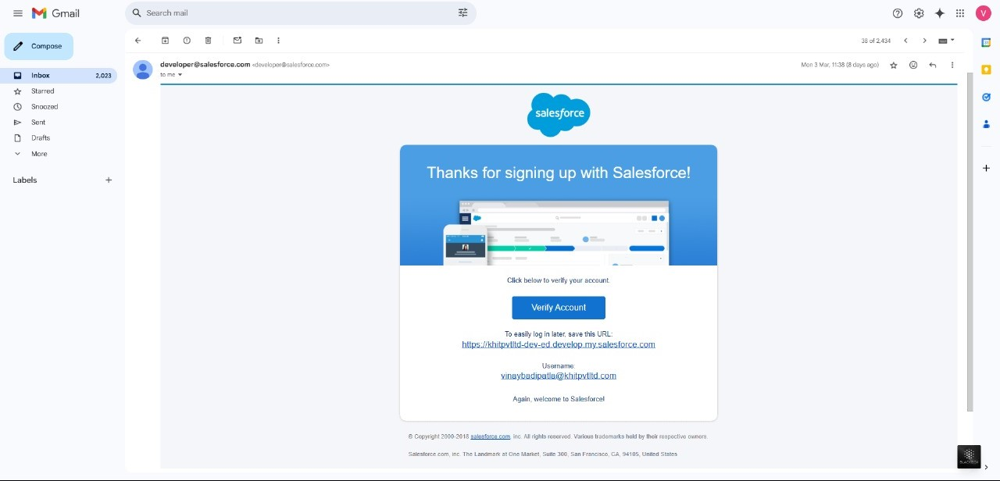 Gmail
Search mail
V
Compose
38 of 2,434
Inbox 2,023
Starred
Snoozed
Sent
Drafts
More
Labels
developer@salesforce.com <developer@salesforce.com>
Mon 3 Mar, 11:38 (8 days ago)
to me
salesforce
Thanks for signing up with Salesforce!
Click below to verify your account.
Verify Account
To easily log in later, save this URL:
https://khitpvtltd-dev-ed.develop.my.salesforce.com
Username:
vinaybadipatla@khitpvtltd.com
Again, welcome to Salesforce!
© Copyright 2000-2018 salesforce.com, inc. All rights reserved. Various trademarks held by their respective owners
Salesforce.com, inc. The Landmark at One Market, Suite 300, San Francisco, CA, 94105, United States